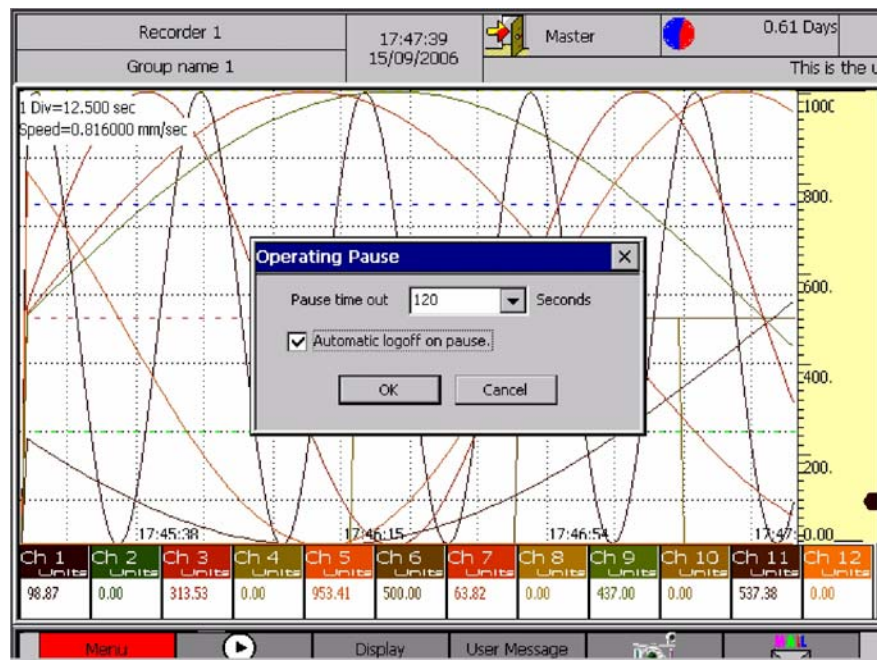 Recorder 1
17:47:39
15/09/2006
Master
0.61 Days
Group name 1
This is the u
1 Div=12.500 sec
Speed=0.816000 mm/sec
1000
800.
600.
400.
200.
0.00
Operating Pause
Pause time out 120 Seconds
Automatic logoff on pause.
OK Cancel
17:45:38 17:46:15 17:46:54 17:47:
Ch 1 Ch 2 Ch 3 Ch 4 Ch 5 Ch 6 Ch 7 Ch 8 Ch 9 Ch 10 Ch 11 Ch 12
Units Units Units Units Units Units Units Units Units Units Units Units
98.87 0.00 313.53 0.00 953.41 500.00 63.82 0.00 437.00 0.00 537.38 0.00
Menu Display User Message MAIL